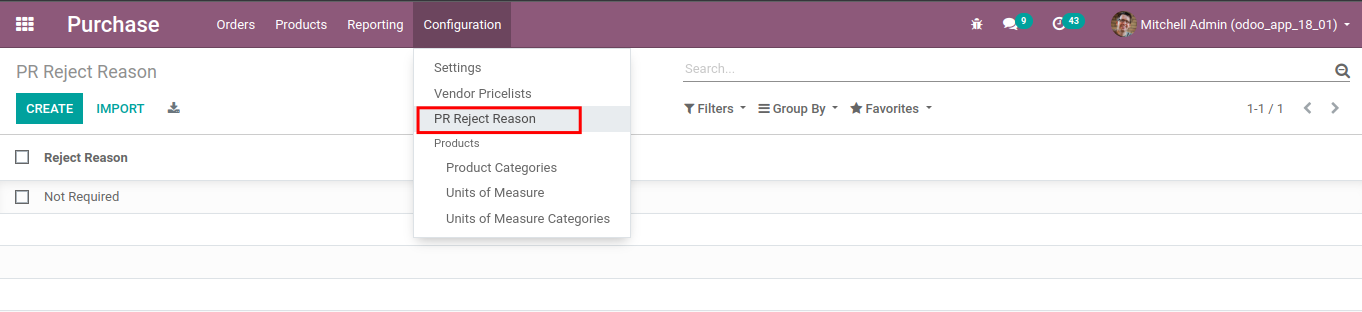 Purchase Orders Products Reporting Configuration 9 43 Mitchell Admin (odoo_app_18_01)
PR Reject Reason
Search...
CREATE IMPORT
Filters Group By Favorites 1-1 / 1
Settings
Vendor Pricelists
PR Reject Reason
Products
Product Categories
Units of Measure
Units of Measure Categories
Reject Reason
Not Required